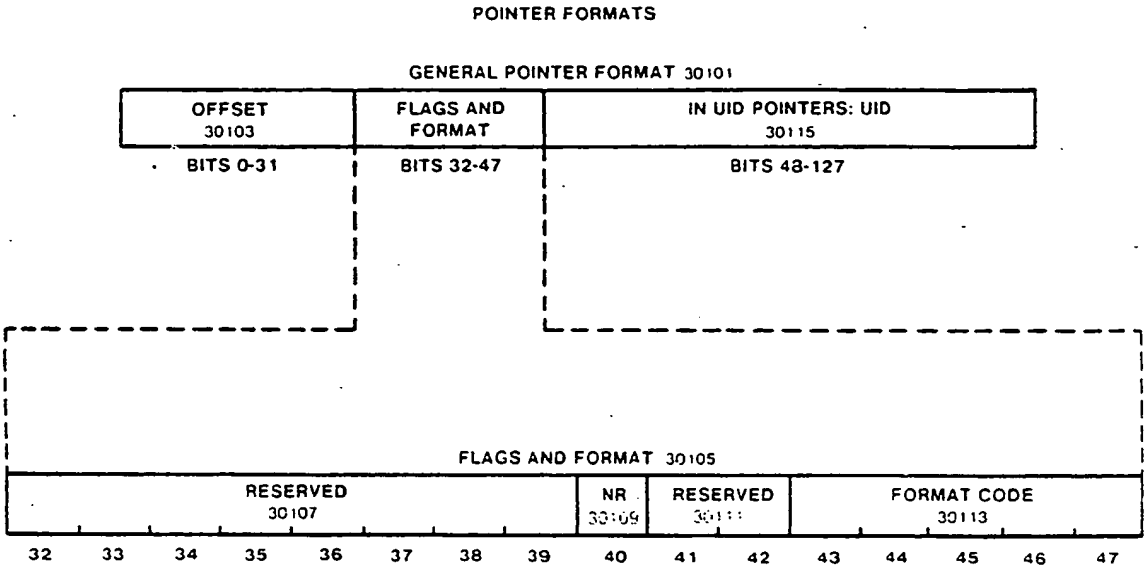 POINTER FORMATS
GENERAL POINTER FORMAT 30101
OFFSET
30103
FLAGS AND
FORMAT
IN UID POINTERS: UID
30115
BITS 0-31
BITS 32-47
BITS 48-127
FLAGS AND FORMAT 30105
RESERVED
30107
NR
30109
RESERVED
30111
FORMAT CODE
30113
32 33 34 35 36 37 38 39 40 41 42 43 44 45 46 47